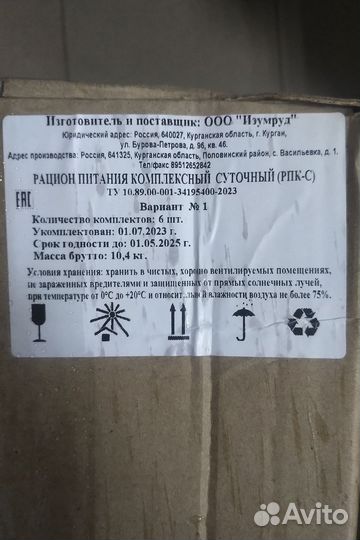 Изготовитель и поставщик: ООО "Изумруд"
Юридический адрес: Россия, 640027, Курганская область, г. Курган,
ул. Бурова-Петрова, д. 96, кв. 46.
Адрес производства: Россия, 641325, Курганская область, Половинский район, с. Васильевка, д. 1.
Тел/факс 89512652842
РАЦИОН ПИТАНИЯ КОМПЛЕКСНЫЙ СУТОЧНЫЙ (РПК-С)
ТУ 10.89.00-001-34195400-2023
EAC
Вариант № 1
Количество комплектов: 6 шт.
Укомплектован: 01.07.2023 г.
Срок годности до: 01.05.2025 г.
Масса брутто: 10,4 кг.
Условия хранения: хранить в чистых, хорошо вентилируемых помещениях,
не зараженных вредителями и защищенных от прямых солнечных лучей,
при температуре от 0°С до +20°С и относительной влажности воздуха не более 75%.
Avito